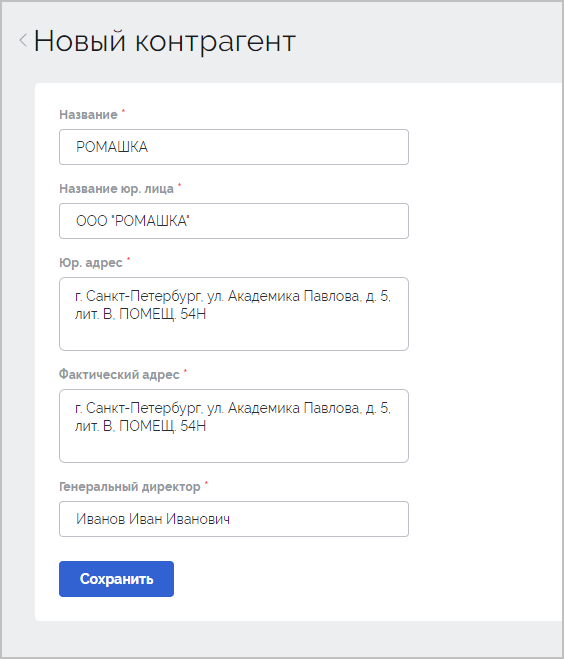 Новый контрагент
Название *
РОМАШКА
Название юр. лица *
ООО "РОМАШКА"
Юр. адрес *
г. Санкт-Петербург, ул. Академика Павлова, д. 5,
лит. В, ПОМЕЩ. 54Н
Фактический адрес *
г. Санкт-Петербург, ул. Академика Павлова, д. 5,
лит. В, ПОМЕЩ. 54Н
Генеральный директор *
Иванов Иван Иванович
Сохранить